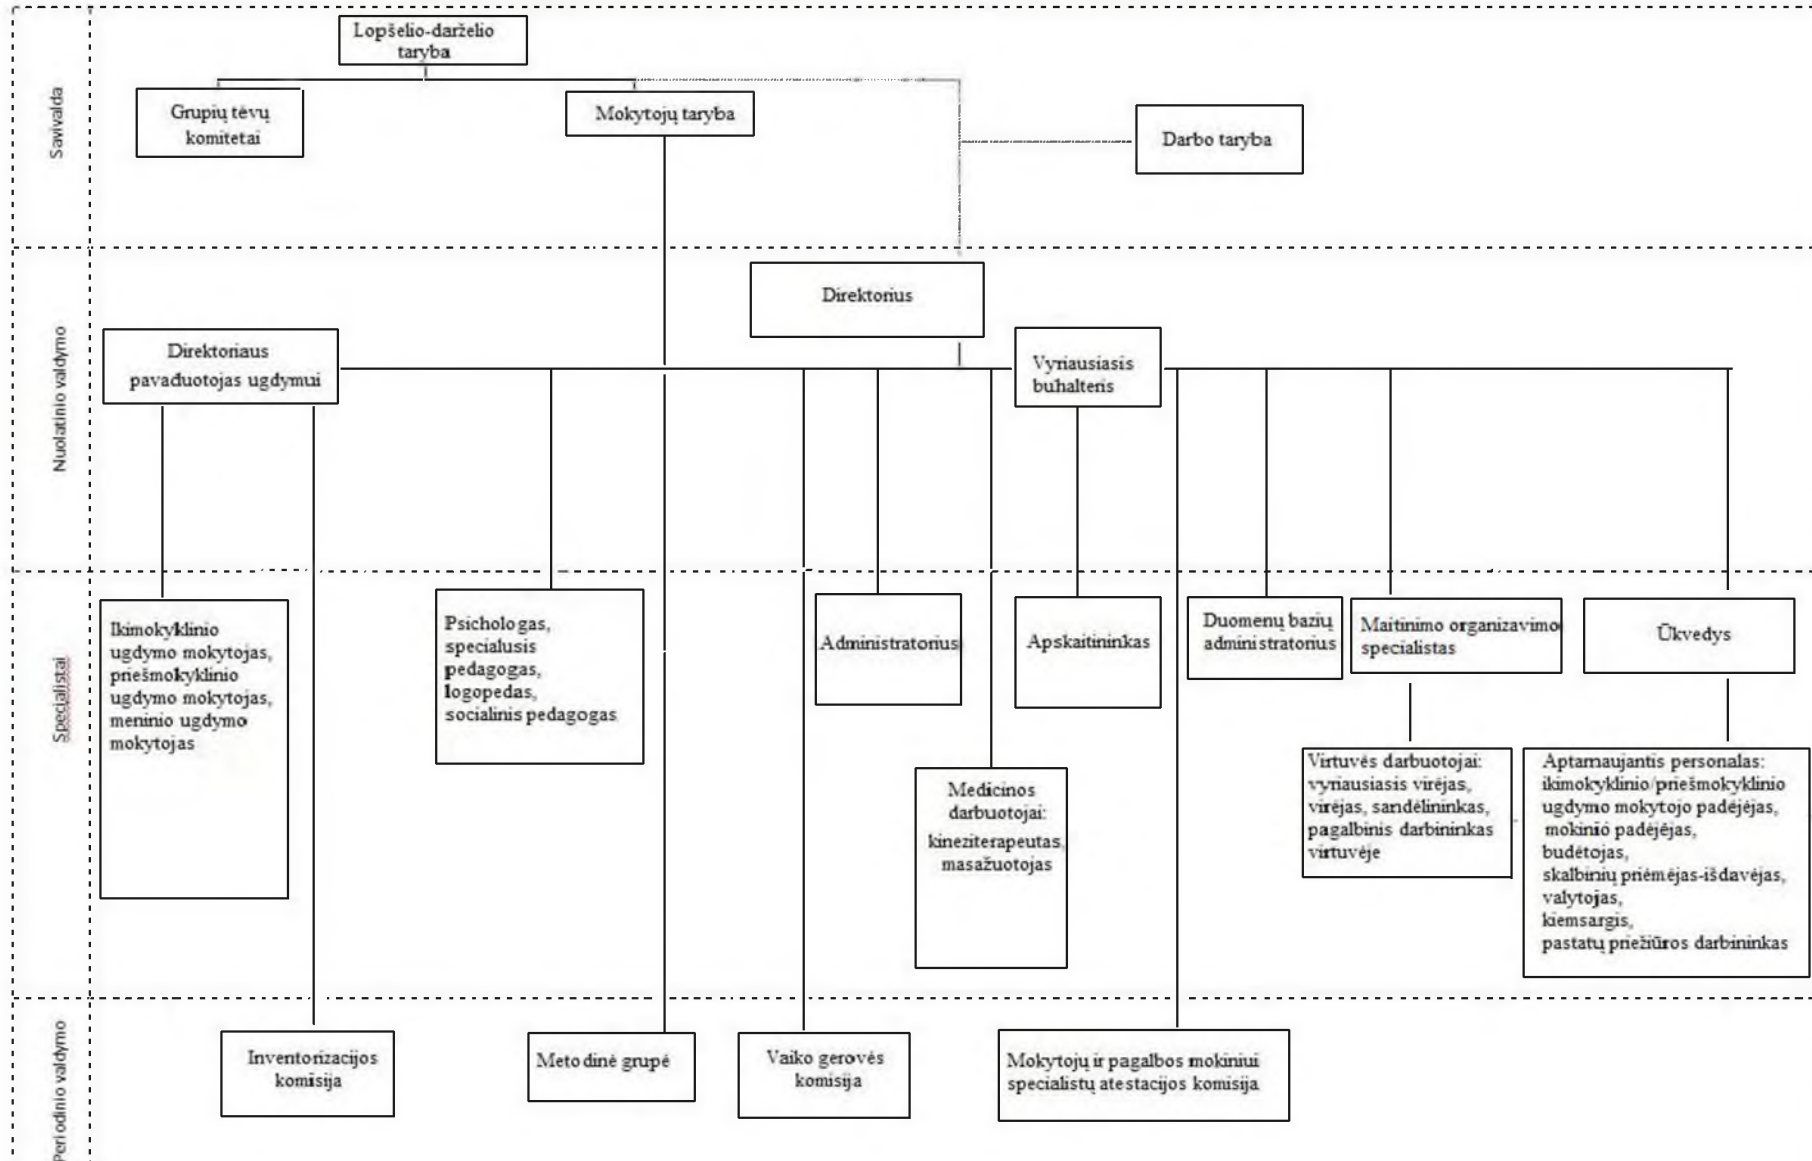 Savivalda
Lopšelio-darželio
taryba
Grupių tėvų
komitetai
Mokytojų taryba
Darbo taryba
Nuolatinio valdymo
Direktorius
Direktoriaus
pavaduotojas ugdymui
Vyriausiasis
buhalteris
Specialistai
Ikimokyklinio
ugdymo mokytojas,
priešmokyklinio
ugdymo mokytojas,
meninio ugdymo
mokytojas
Psichologas,
specialusis
pedagogas,
logopedas,
socialinis pedagogas
Administratorius
Medicinos
darbuotojai:
kineziterapeutas,
masažuotojas
Apskaitininkas
Duomenų bazių
administratorius
Maitinimo organizavimo
specialistas
Ūkvedys
Virtuvės darbuotojai:
vyriausiasis virėjas,
virėjas, sandėlininkas,
pagalbinis darbininkas
virtuvėje
Aptarnaujantis personalas:
ikimokyklinio/priešmokyklinio
ugdymo mokytojo padėjėjas,
mokinio padėjėjas,
budėtojas,
skalbinių priėmėjas-išdavėjas,
valytojas,
kiemsargis,
pastatų priežiūros darbininkas
Periodinio valdymo
Inventorizacijos
komisija
Metodinė grupė
Vaiko gerovės
komisija
Mokytojų ir pagalbos mokiniui
specialistų atestacijos komisija